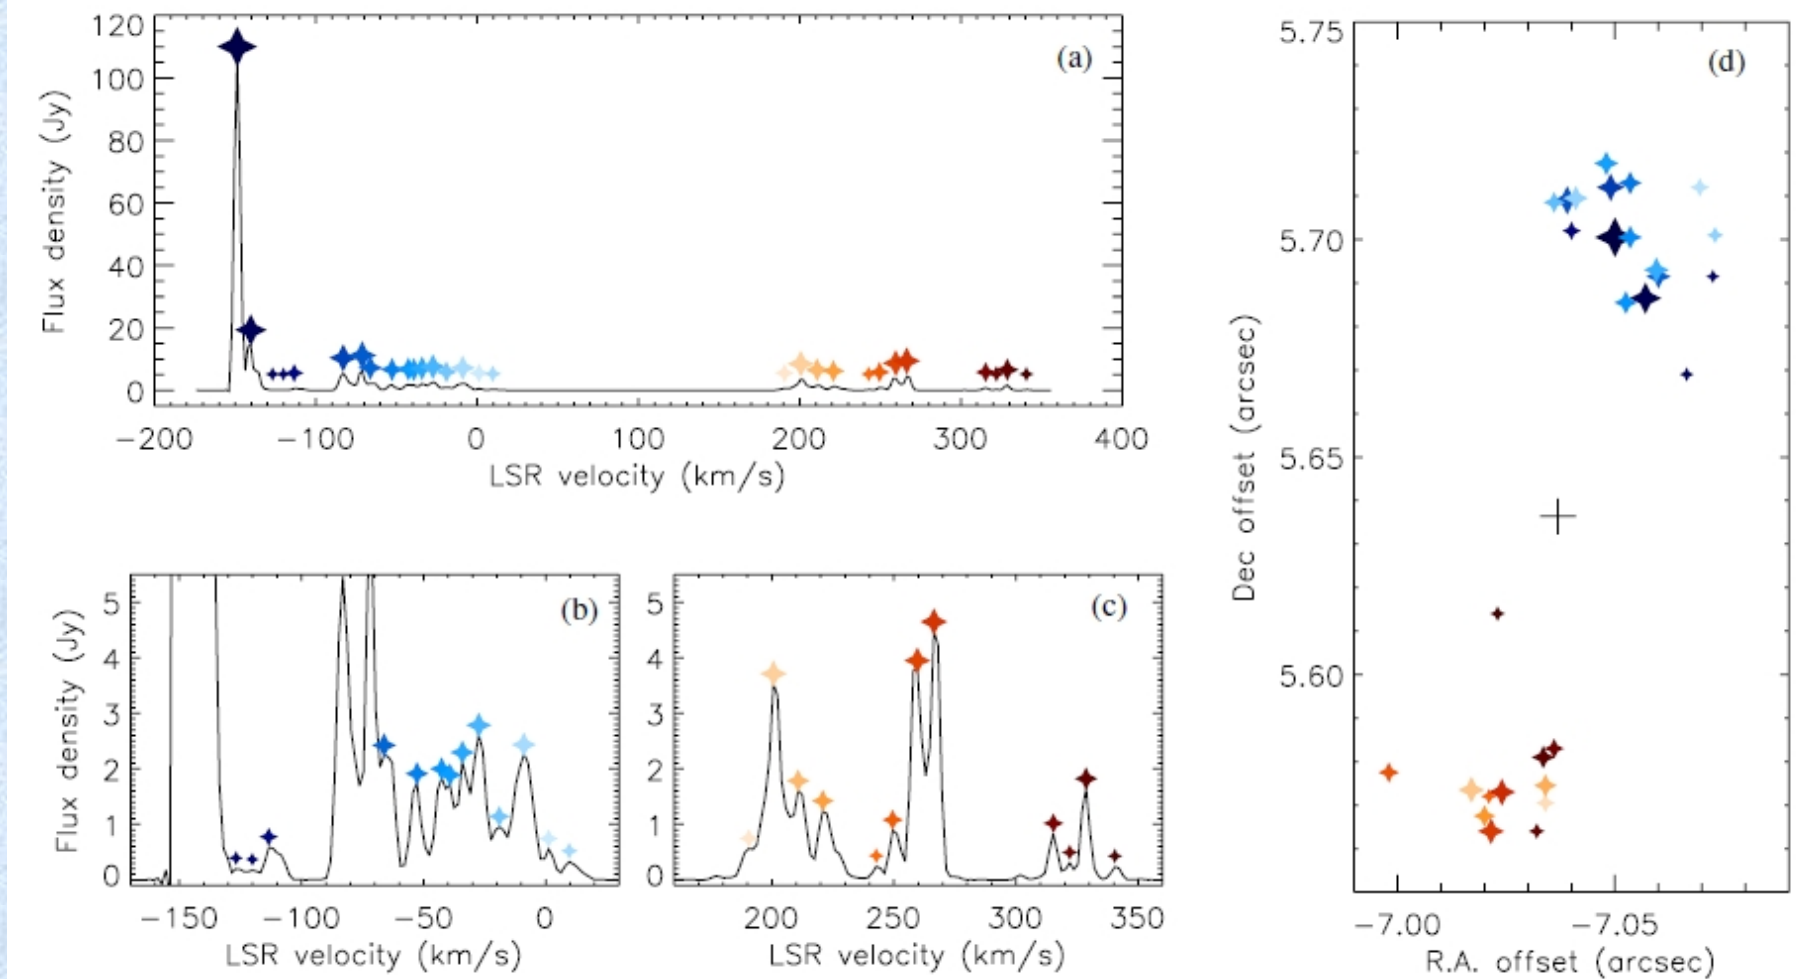 (a)
120
100
80
60
40
20
0
Flux density (Jy)
−200 −100 0 100 200 300 400
LSR velocity (km/s)
(b)
5
4
3
2
1
0
Flux density (Jy)
−150 −100 −50 0
LSR velocity (km/s)
(c)
5
4
3
2
1
0
200 250 300 350
LSR velocity (km/s)
(d)
5.75
5.70
5.65
5.60
Dec offset (arcsec)
−7.00 −7.05
R.A. offset (arcsec)